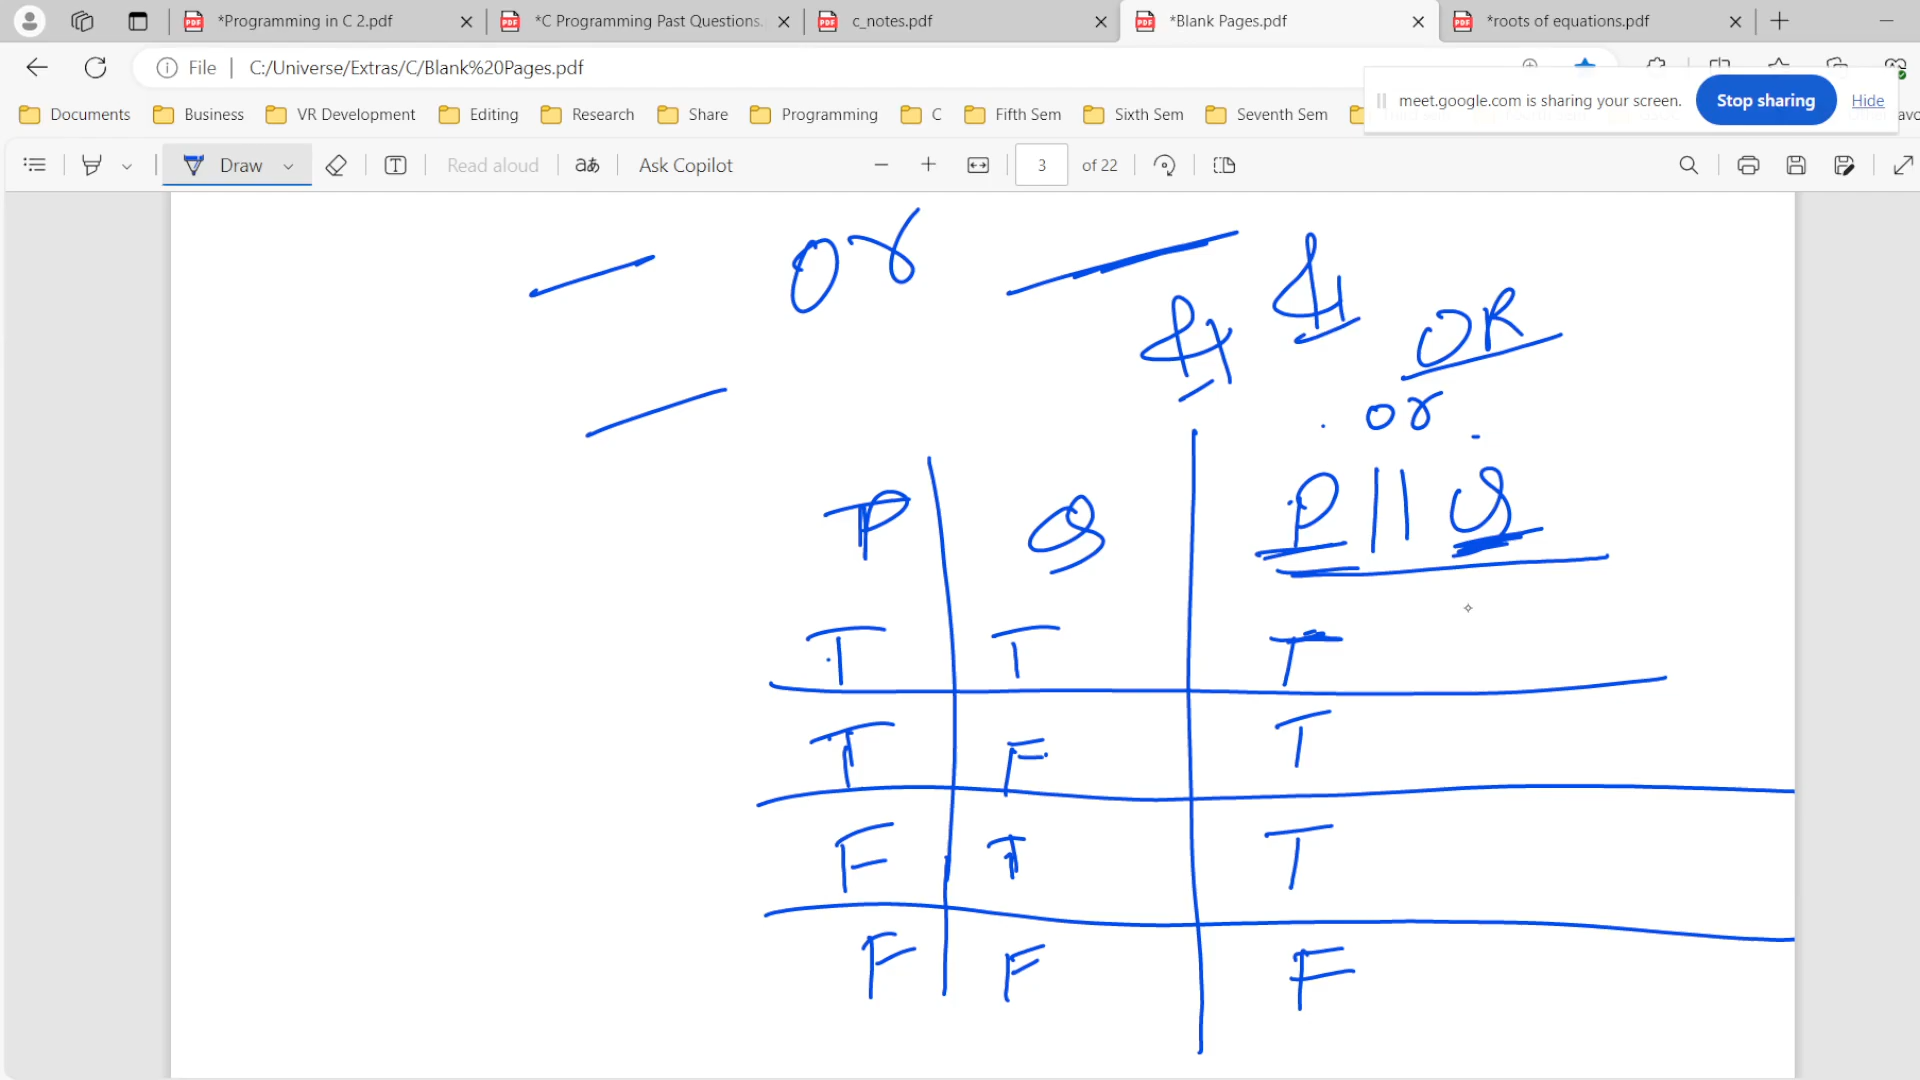 *Programming in C 2.pdf
*C Programming Past Questions.
c_notes.pdf
*Blank Pages.pdf
*roots of equations.pdf
File
C:/Universe/Extras/C/Blank%20Pages.pdf
meet.google.com is sharing your screen.
Stop sharing
Hide
Documents
Business
VR Development
Editing
Research
Share
Programming
C
Fifth Sem
Sixth Sem
Seventh Sem
Draw
Read aloud
Ask Copilot
3
of 22
or
&
&
OR
or
P Q P || Q
T T T
T F T
F T T
F F F